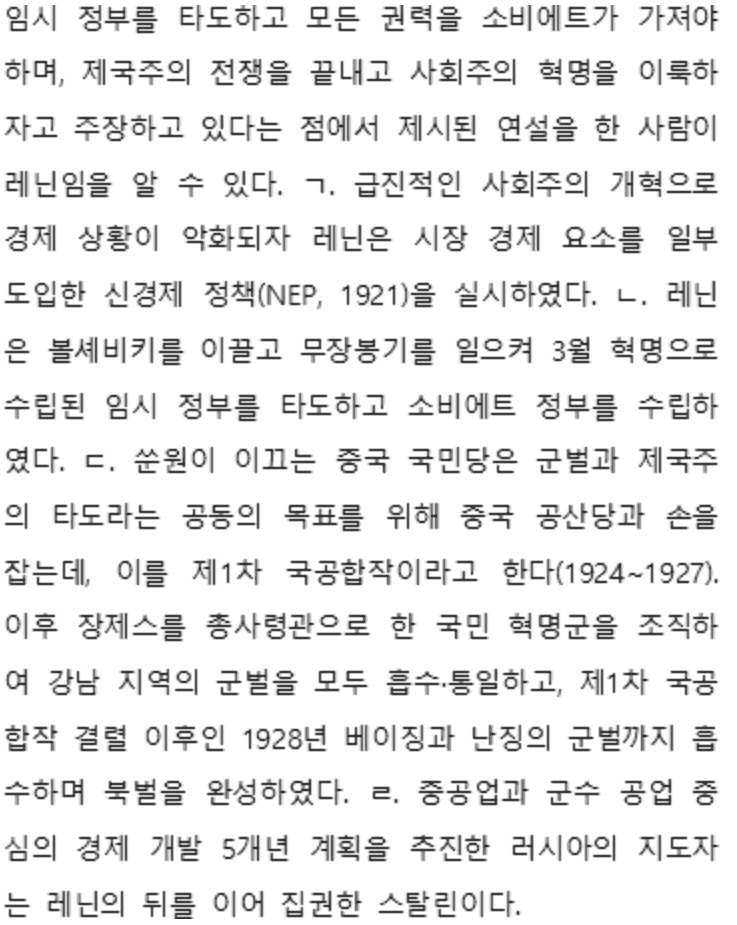 임시 정부를 타도하고 모든 권력을 소비에트가 가져야
하며, 제국주의 전쟁을 끝내고 사회주의 혁명을 이룩하
자고 주장하고 있다는 점에서 제시된 연설을 한 사람이
레닌임을 알 수 있다. ㄱ. 급진적인 사회주의 개혁으로
경제 상황이 악화되자 레닌은 시장 경제 요소를 일부
도입한 신경제 정책(NEP, 1921)을 실시하였다. ㄴ. 레닌
은 볼셰비키를 이끌고 무장봉기를 일으켜 3월 혁명으로
수립된 임시 정부를 타도하고 소비에트 정부를 수립하
였다. ㄷ. 쑨원이 이끄는 중국 국민당은 군벌과 제국주
의 타도라는 공동의 목표를 위해 중국 공산당과 손을
잡는데, 이를 제1차 국공합작이라고 한다(1924~1927).
이후 장제스를 총사령관으로 한 국민 혁명군을 조직하
여 강남 지역의 군벌을 모두 흡수·통일하고, 제1차 국공
합작 결렬 이후인 1928년 베이징과 난징의 군벌까지 흡
수하며 북벌을 완성하였다. ㄹ. 중공업과 군수 공업 중
심의 경제 개발 5개년 계획을 추진한 러시아의 지도자
는 레닌의 뒤를 이어 집권한 스탈린이다.